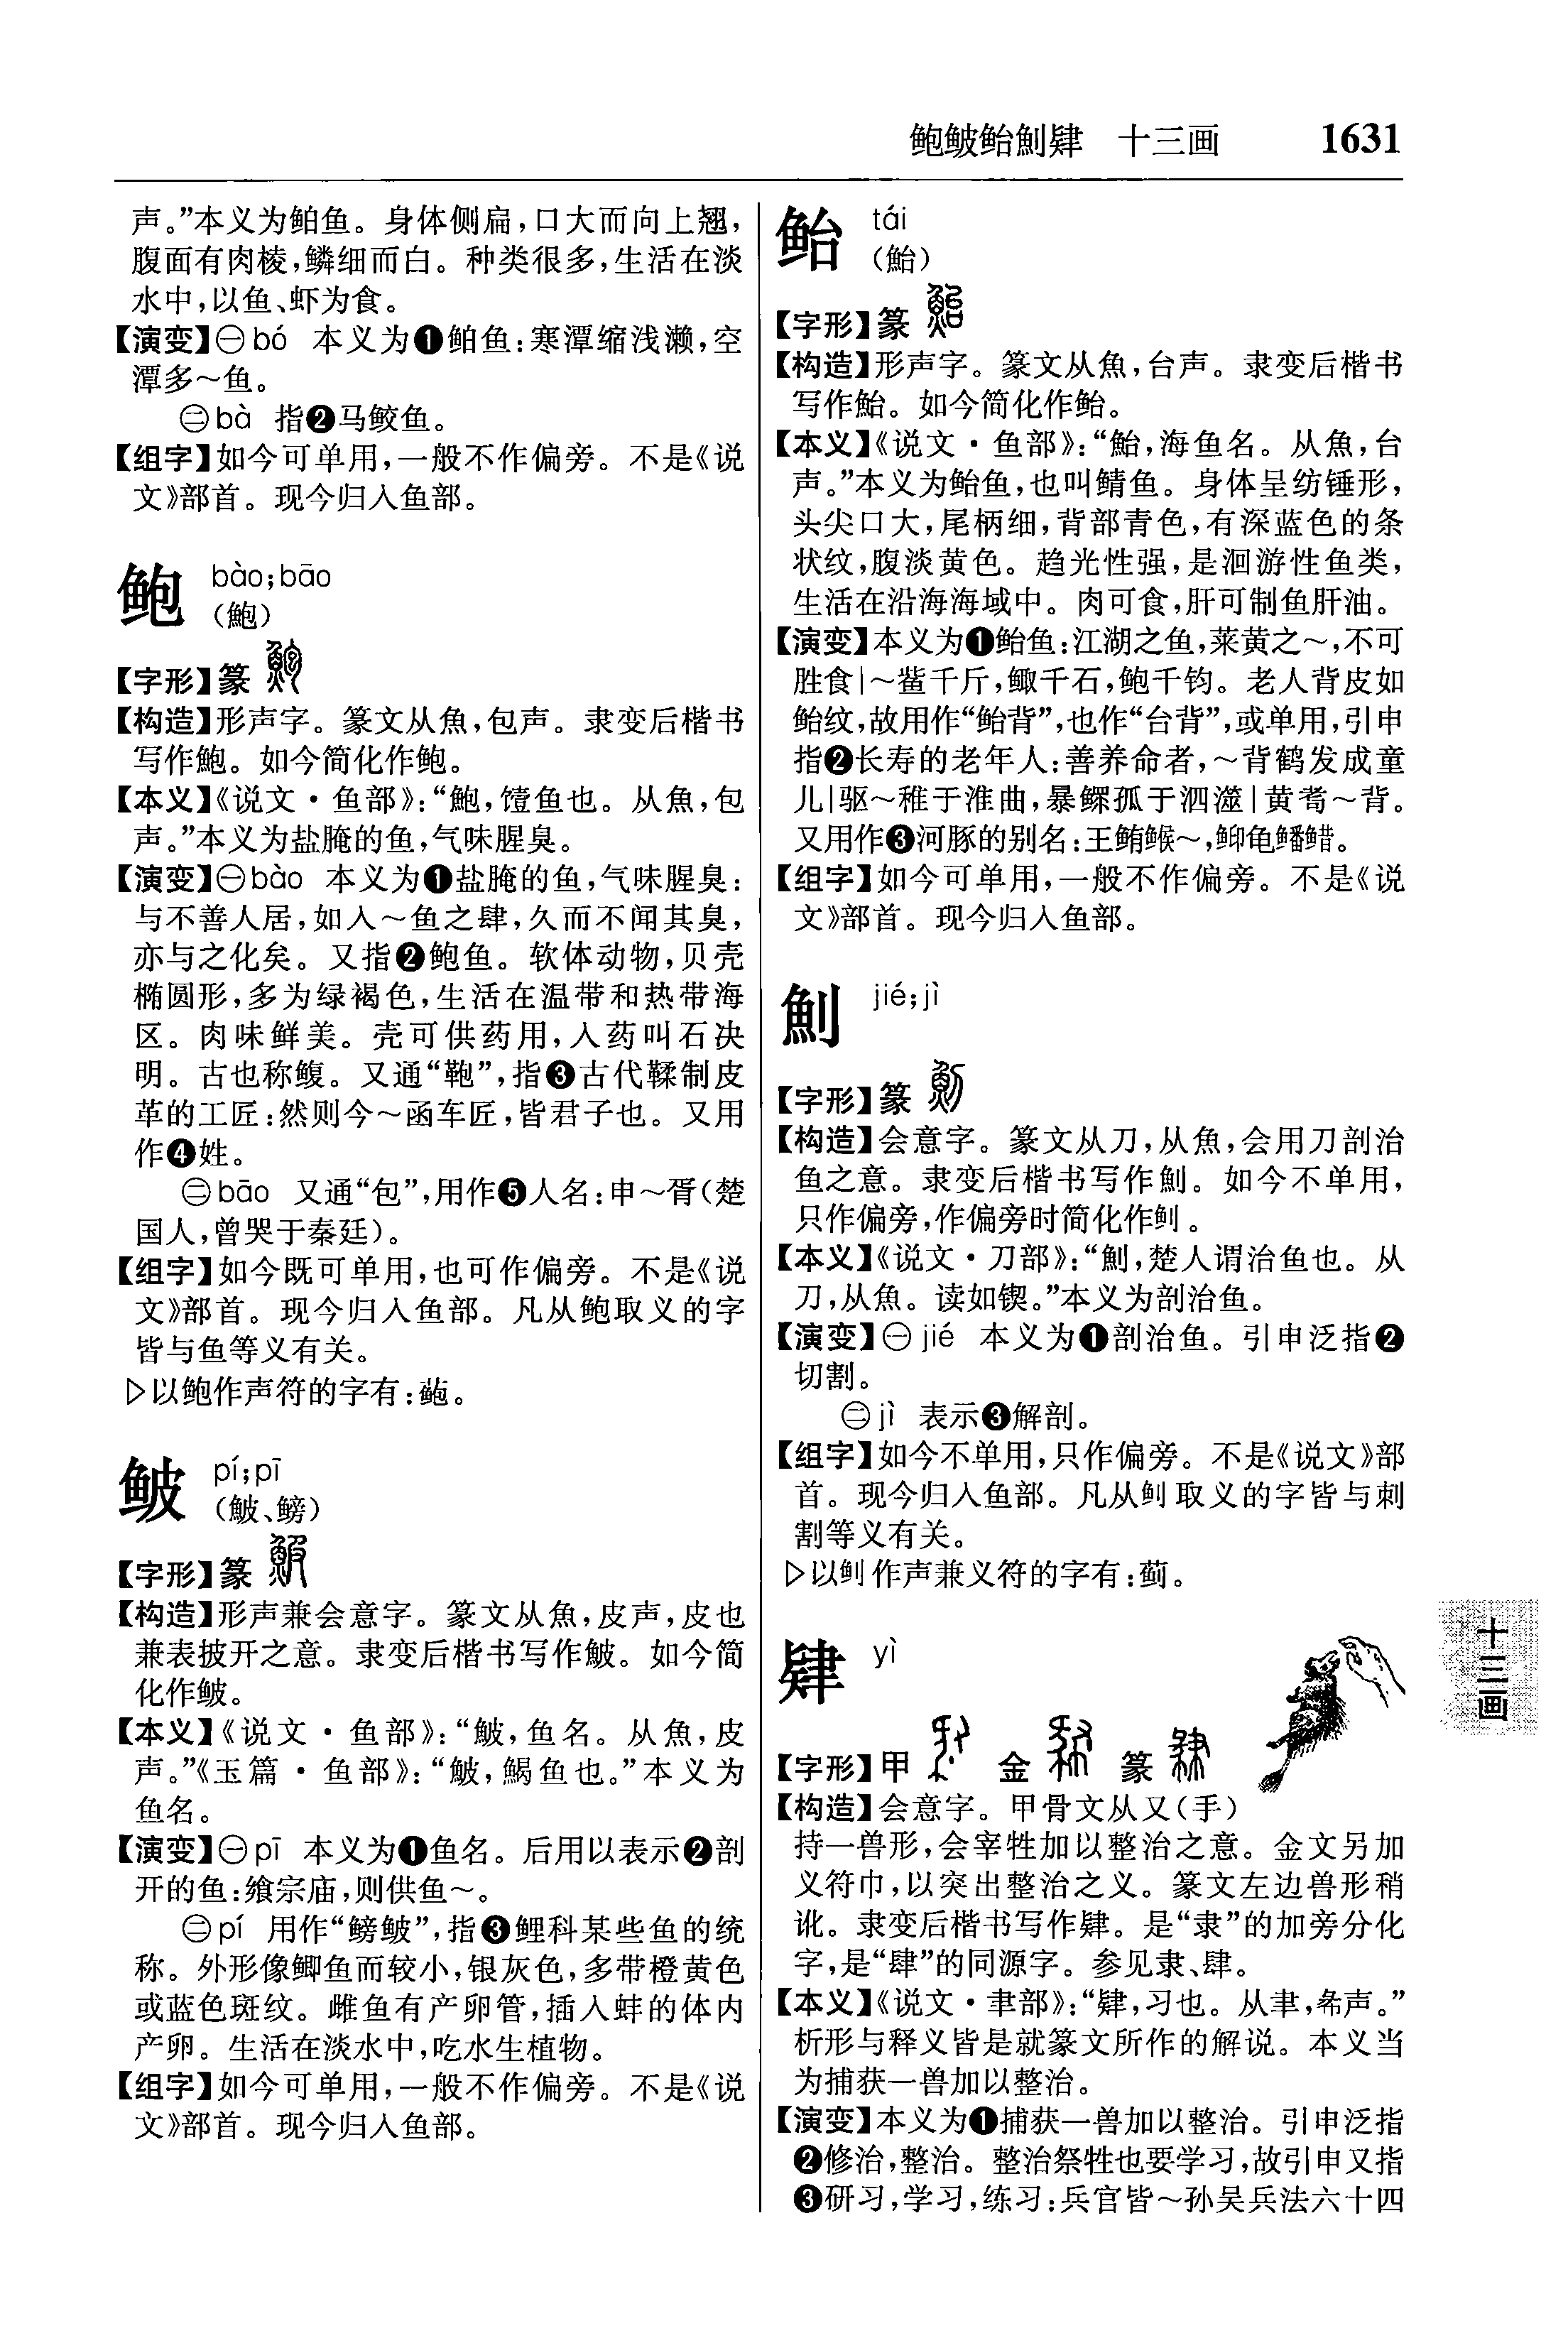 鲍鲏鲐魝肄　十三画　1631
声。”本义为鲌鱼。身体侧扁，口大而向上翘，
腹面有肉棱，鳞细而白。种类很多，生活在淡
水中，以鱼、虾为食。
【演变】㊀bó 本义为❶鲌鱼：寒潭缩浅濑，空
潭多～鱼。
㊁bà 指❷马鲛鱼。
【组字】如今可单用，一般不作偏旁。不是《说
文》部首。现今归入鱼部。
鲍 bào；bāo
（鮑）
【字形】篆
【构造】形声字。篆文从魚，包声。隶变后楷书
写作鮑。如今简化作鲍。
【本义】《说文·鱼部》：“鮑，饐鱼也。从魚，包
声。”本义为盐腌的鱼，气味腥臭。
【演变】㊀bào 本义为❶盐腌的鱼，气味腥臭：
与不善人居，如入～鱼之肆，久而不闻其臭，
亦与之化矣。又指❷鲍鱼。软体动物，贝壳
椭圆形，多为绿褐色，生活在温带和热带海
区。肉味鲜美。壳可供药用，入药叫石决
明。古也称鳆。又通“鞄”，指❸古代鞣制皮
革的工匠：然则今～函车匠，皆君子也。又用
作❹姓。
㊁bāo 又通“包”，用作❺人名：申～胥（楚
国人，曾哭于秦廷）。
【组字】如今既可单用，也可作偏旁。不是《说
文》部首。现今归入鱼部。凡从鲍取义的字
皆与鱼等义有关。
▷以鲍作声符的字有：。
鲏 pí；pī
（鮍、鳑）
【字形】篆
【构造】形声兼会意字。篆文从魚，皮声，皮也
兼表披开之意。隶变后楷书写作鮍。如今简
化作鲏。
【本义】《说文·鱼部》：“鮍，鱼名。从魚，皮
声。”《玉篇·鱼部》：“鮍，鱼也。”本义为
鱼名。
【演变】㊀pī 本义为❶鱼名。后用以表示❷剖
开的鱼：飨宗庙，则供鱼～。
㊁pí 用作“鳑鲏”，指❸鲤科某些鱼的统
称。外形像鲫鱼而较小，银灰色，多带橙黄色
或蓝色斑纹。雌鱼有产卵管，插入蚌的体内
产卵。生活在淡水中，吃水生植物。
【组字】如今可单用，一般不作偏旁。不是《说
文》部首。现今归入鱼部。
鲐 tái
（鮐）
【字形】篆
【构造】形声字。篆文从魚，台声。隶变后楷书
写作鮐。如今简化作鲐。
【本义】《说文·鱼部》：“鮐，海鱼名。从魚，台
声。”本义为鲐鱼，也叫鲭鱼。身体呈纺锤形，
头尖口大，尾柄细，背部青色，有深蓝色的条
状纹，腹淡黄色。趋光性强，是洄游性鱼类，
生活在沿海海域中。肉可食，肝可制鱼肝油。
【演变】本义为❶鲐鱼：江湖之鱼，莱黄之～，不可
胜食｜～鮆千斤，鲰千石，鲍千钧。老人背皮如
鲐纹，故用作“鲐背”，也作“台背”，或单用，引申
指❷长寿的老年人：善养命者，～背鹤发成童
儿｜驱～稚于淮曲，暴鳏孤于泗澨｜黄耇～背。
又用作❸河豚的别名：王鲔鯸～，䲟龟鱕䱜。
【组字】如今可单用，一般不作偏旁。不是《说
文》部首。现今归入鱼部。
魝 jié；jì
【字形】篆
【构造】会意字。篆文从刀，从魚，会用刀剖治
鱼之意。隶变后楷书写作魝。如今不单用，
只作偏旁，作偏旁时简化作䥺。
【本义】《说文·刀部》：“魝，楚人谓治鱼也。从
刀，从魚。读如锲。”本义为剖治鱼。
【演变】㊀jié 本义为❶剖治鱼。引申泛指❷
切割。
㊁jì 表示❸解剖。
【组字】如今不单用，只作偏旁。不是《说文》部
首。现今归入鱼部。凡从取义的字皆与刺
割等义有关。
▷以作声兼义符的字有：蓟。
肄 yì
【字形】甲 金 篆
【构造】会意字。甲骨文从又（手）
持一兽形，会宰牲加以整治之意。金文另加
义符巾，以突出整治之义。篆文左边兽形稍
讹。隶变后楷书写作肄。是“隶”的加旁分化
字，是“肆”的同源字。参见隶、肆。
【本义】《说文·聿部》：“肄，习也。从聿，㣇声。”
析形与释义皆是就篆文所作的解说。本义当
为捕获一兽加以整治。
【演变】本义为❶捕获一兽加以整治。引申泛指
❷修治，整治。整治祭牲也要学习，故引申又指
❸研习，学习，练习：兵官皆～孙吴兵法六十四
十三画